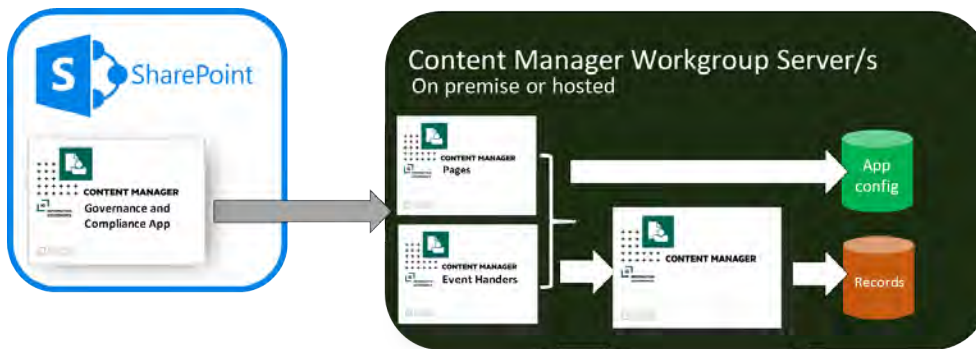 S
SharePoint
CONTENT MANAGER
Governance and
Compliance App
Content Manager Workgroup Server/s
On premise or hosted
CONTENT MANAGER
Pages
CONTENT MANAGER
Event Handers
CONTENT MANAGER
App
config
Records